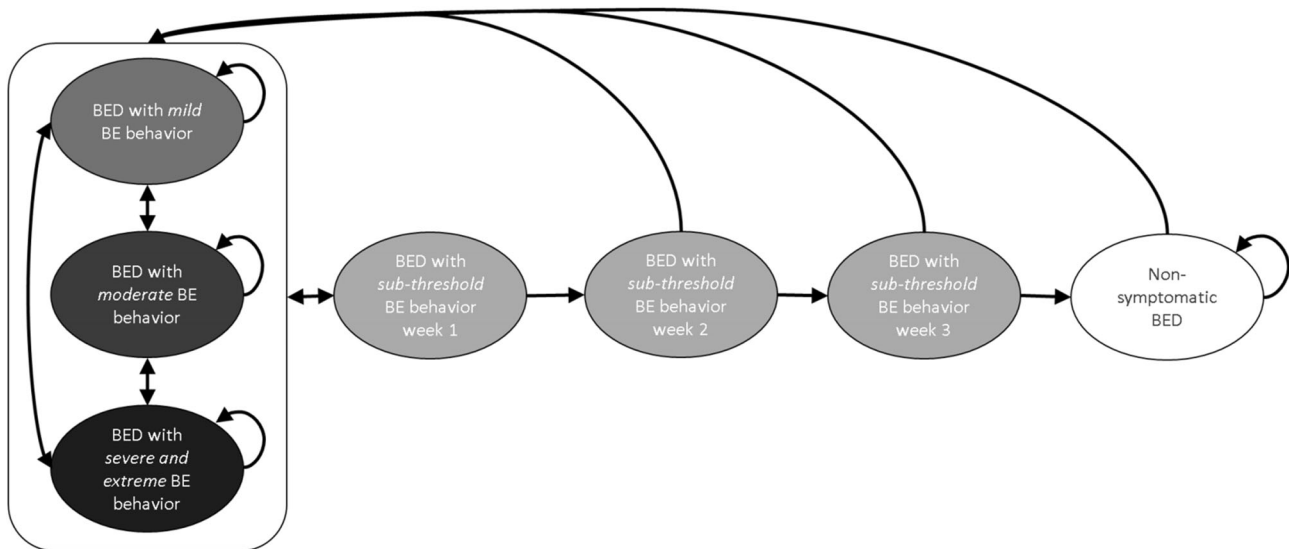 BED with mild
BE behavior
BED with
moderate BE
behavior
BED with
severe and
extreme BE
behavior
BED with
sub-threshold
BE behavior
week 1
BED with
sub-threshold
BE behavior
week 2
BED with
sub-threshold
BE behavior
week 3
Non-
symptomatic
BED